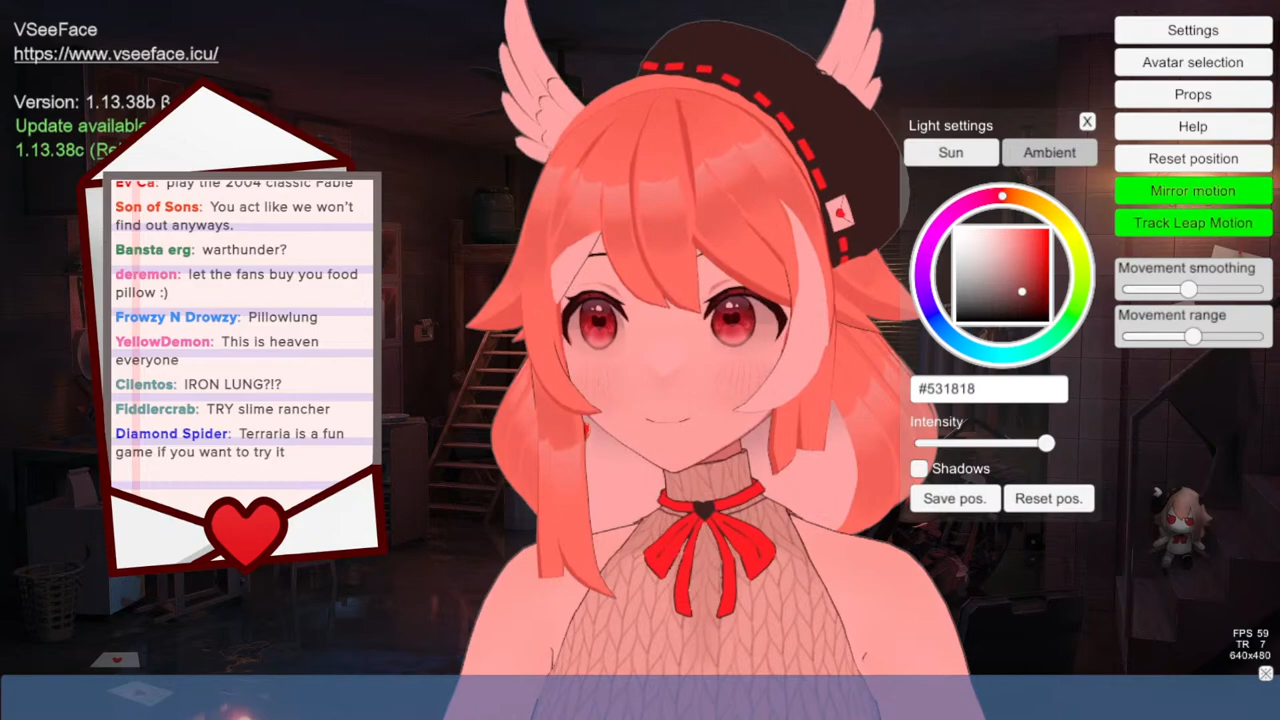 VSeeFace
https://www.vseeface.icu/
Version: 1.13.38b β
Update available
1.13.38c
Ev Ca: play the 2004 classic Fable
Son of Sons: You act like we won't
find out anyways.
Bansta erg: warthunder?
deremon: let the fans buy you food
pillow :)
Frowzy N Drowzy: Pillowlung
YellowDemon: This is heaven
everyone
Clientos: IRON LUNG?!?
Fiddlercrab: TRY slime rancher
Diamond Spider: Terraria is a fun
game if you want to try it
Light settings
X
Sun
Ambient
#531818
Intensity
Shadows
Save pos.
Reset pos.
Settings
Avatar selection
Props
Help
Reset position
Mirror motion
Track Leap Motion
Movement smoothing
Movement range
FPS 59
TR 7
640x480